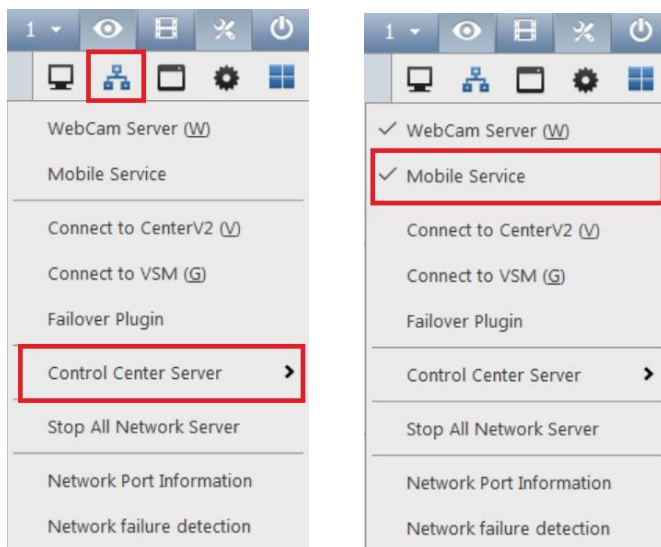 1
WebCam Server (W)
Mobile Service
Connect to CenterV2 (V)
Connect to VSM (G)
Failover Plugin
Control Center Server
Stop All Network Server
Network Port Information
Network failure detection
1
WebCam Server (W)
Mobile Service
Connect to CenterV2 (V)
Connect to VSM (G)
Failover Plugin
Control Center Server
Stop All Network Server
Network Port Information
Network failure detection